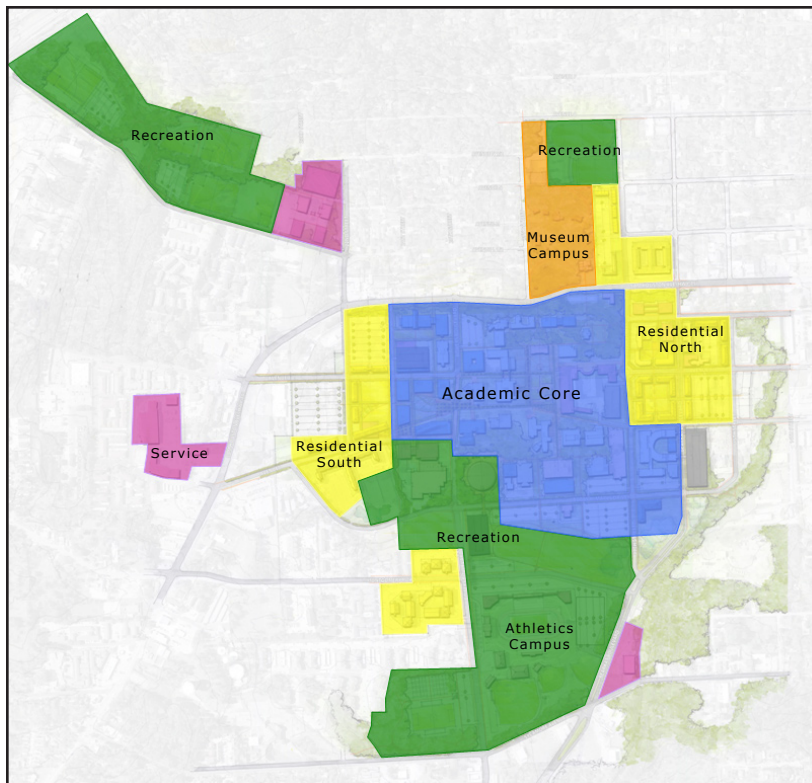 Recreation
Recreation
Museum
Campus
Residential
North
Academic Core
Residential
South
Service
Recreation
Athletics
Campus